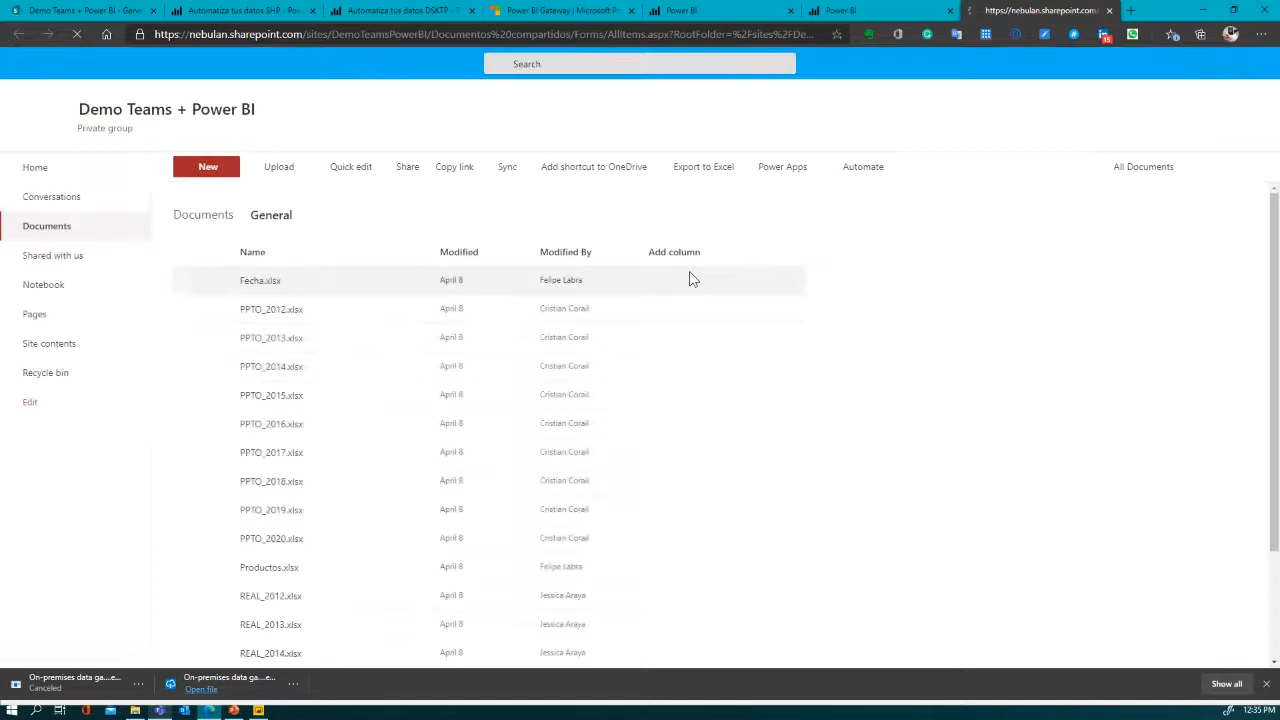 Demo Teams + Power BI - Gene
Automatiza tus datos SHP - Pow
Automatiza tus datos DSKTP - P
Power BI Gateway | Microsoft Po
Power BI
Power BI
https://nebulan.sharepoint.com/
https://nebulan.sharepoint.com/sites/DemoTeamsPowerBI/Documentos%20compartidos/Forms/AllItems.aspx?RootFolder=%2Fsites%2FDe...
15
Search
Demo Teams + Power BI
Private group
Home
Conversations
Documents
Shared with us
Notebook
Pages
Site contents
Recycle bin
Edit
New Upload Quick edit Share Copy link Sync Add shortcut to OneDrive Export to Excel Power Apps Automate All Documents
Documents General
Name Modified Modified By Add column
Fecha.xlsx April 8 Felipe Labra
PPTO_2012.xlsx April 8 Cristian Corail
PPTO_2013.xlsx April 8 Cristian Corail
PPTO_2014.xlsx April 8 Cristian Corail
PPTO_2015.xlsx April 8 Cristian Corail
PPTO_2016.xlsx April 8 Cristian Corail
PPTO_2017.xlsx April 8 Cristian Corail
PPTO_2018.xlsx April 8 Cristian Corail
PPTO_2019.xlsx April 8 Cristian Corail
PPTO_2020.xlsx April 8 Cristian Corail
Productos.xlsx April 8 Felipe Labra
REAL_2012.xlsx April 8 Jessica Araya
REAL_2013.xlsx April 8 Jessica Araya
REAL_2014.xlsx April 8 Jessica Araya
On-premises data ga....e...
Canceled
On-premises data ga....e...
Open file
Show all
12:35 PM